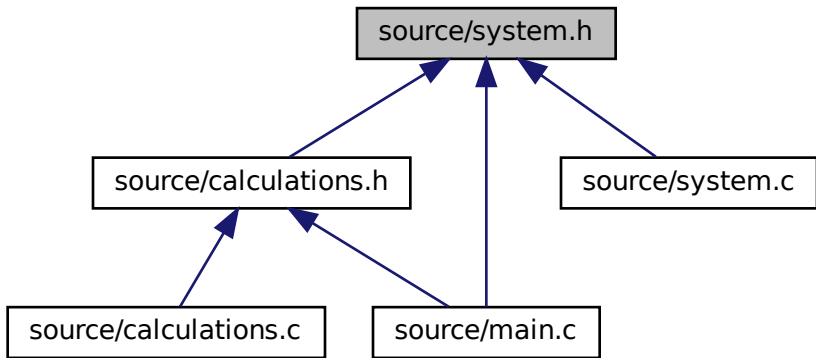 source/system.h
source/calculations.h
source/system.c
source/calculations.c
source/main.c